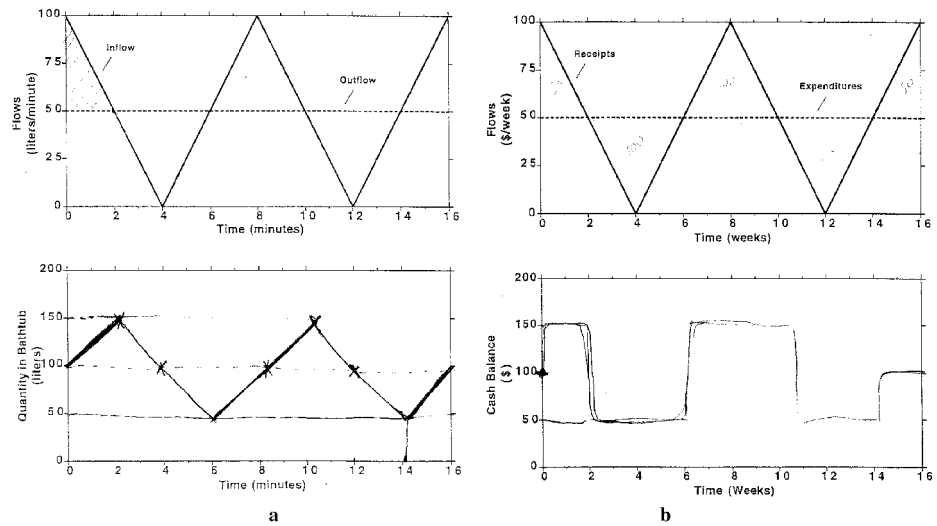 100
75
50
25
0
Flows
(liters/minute)
Inflow
Outflow
0 2 4 6 8 10 12 14 16
Time (minutes)
100
75
50
25
0
Flows
($/week)
Receipts
Expenditures
0 2 4 6 8 10 12 14 16
Time (weeks)
200
150
100
50
0
Quantity in Bathtub
(liters)
0 2 4 6 8 10 12 14 16
Time (minutes)
a
200
150
100
50
0
Cash Balance
($)
0 2 4 6 8 10 12 14 16
Time (Weeks)
b